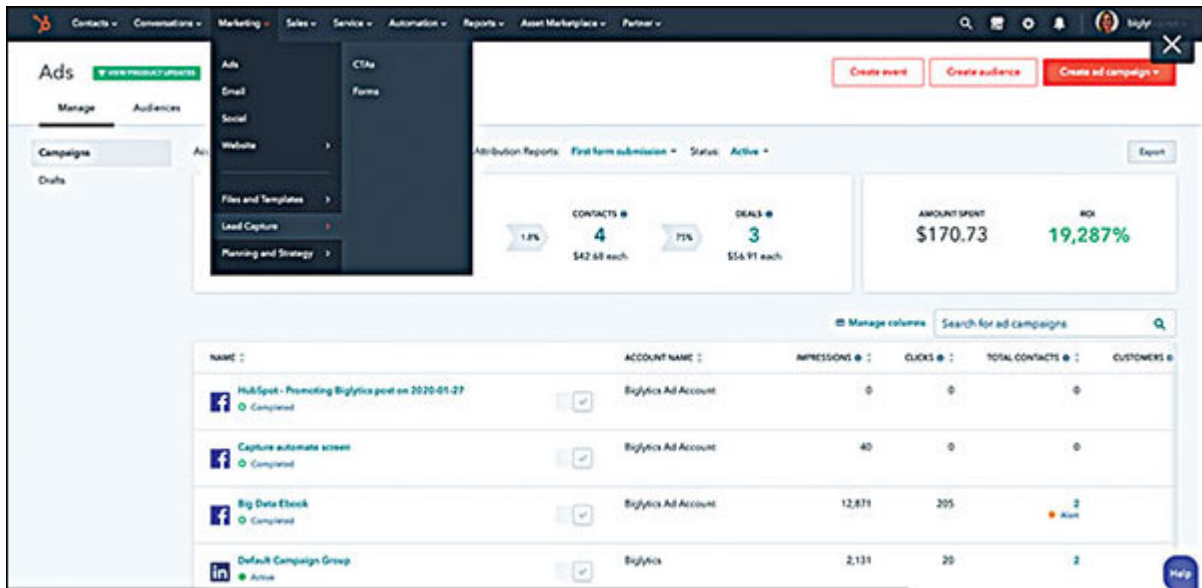 Contacts Conversations Marketing Sales Service Automation Reports Asset Marketplace Partner
Ads VIEW PRODUCT UPDATES
Create event Create audience Create ad campaign
Manage Audiences
Ads
Email
Social
Website
Files and Templates
Lead Capture
Planning and Strategy
CTAs
Forms
Campaigns
Drafts
Attribution Reports: First form submission Status: Active
Export
1.8%
CONTACTS
4
$42.68 each
75%
DEALS
3
$56.91 each
AMOUNT SPENT
$170.73
ROI
19,287%
Manage columns Search for ad campaigns
NAME ACCOUNT NAME IMPRESSIONS CLICKS TOTAL CONTACTS CUSTOMERS
HubSpot - Promoting Biglytics post on 2020-01-27 Biglytics Ad Account 0 0 0
Completed
Capture automate screen Biglytics Ad Account 40 0 0
Completed
Big Data Ebook Biglytics Ad Account 12,871 205 2
Completed Alert
Default Campaign Group Biglytics 2,131 20 2
Active
Help